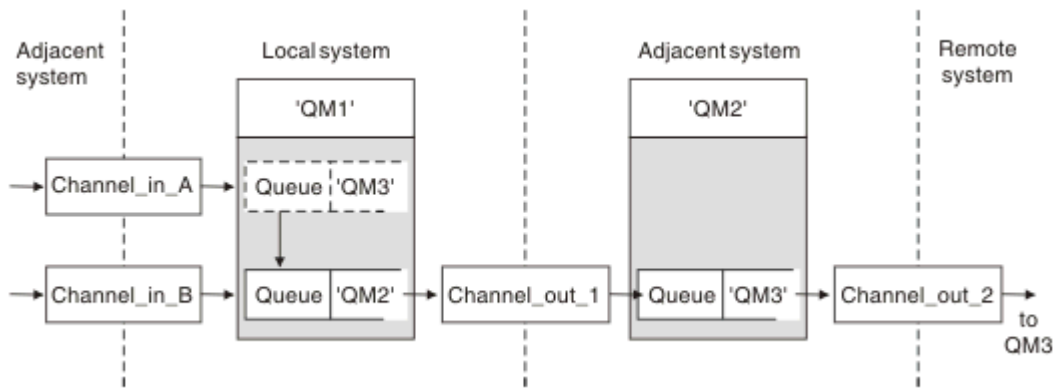 Adjacent
system
Local system
Adjacent system
Remote
system
'QM1'
'QM2'
Channel_in_A
Queue 'QM3'
Channel_in_B
Queue 'QM2'
Channel_out_1
Queue 'QM3'
Channel_out_2
to
QM3